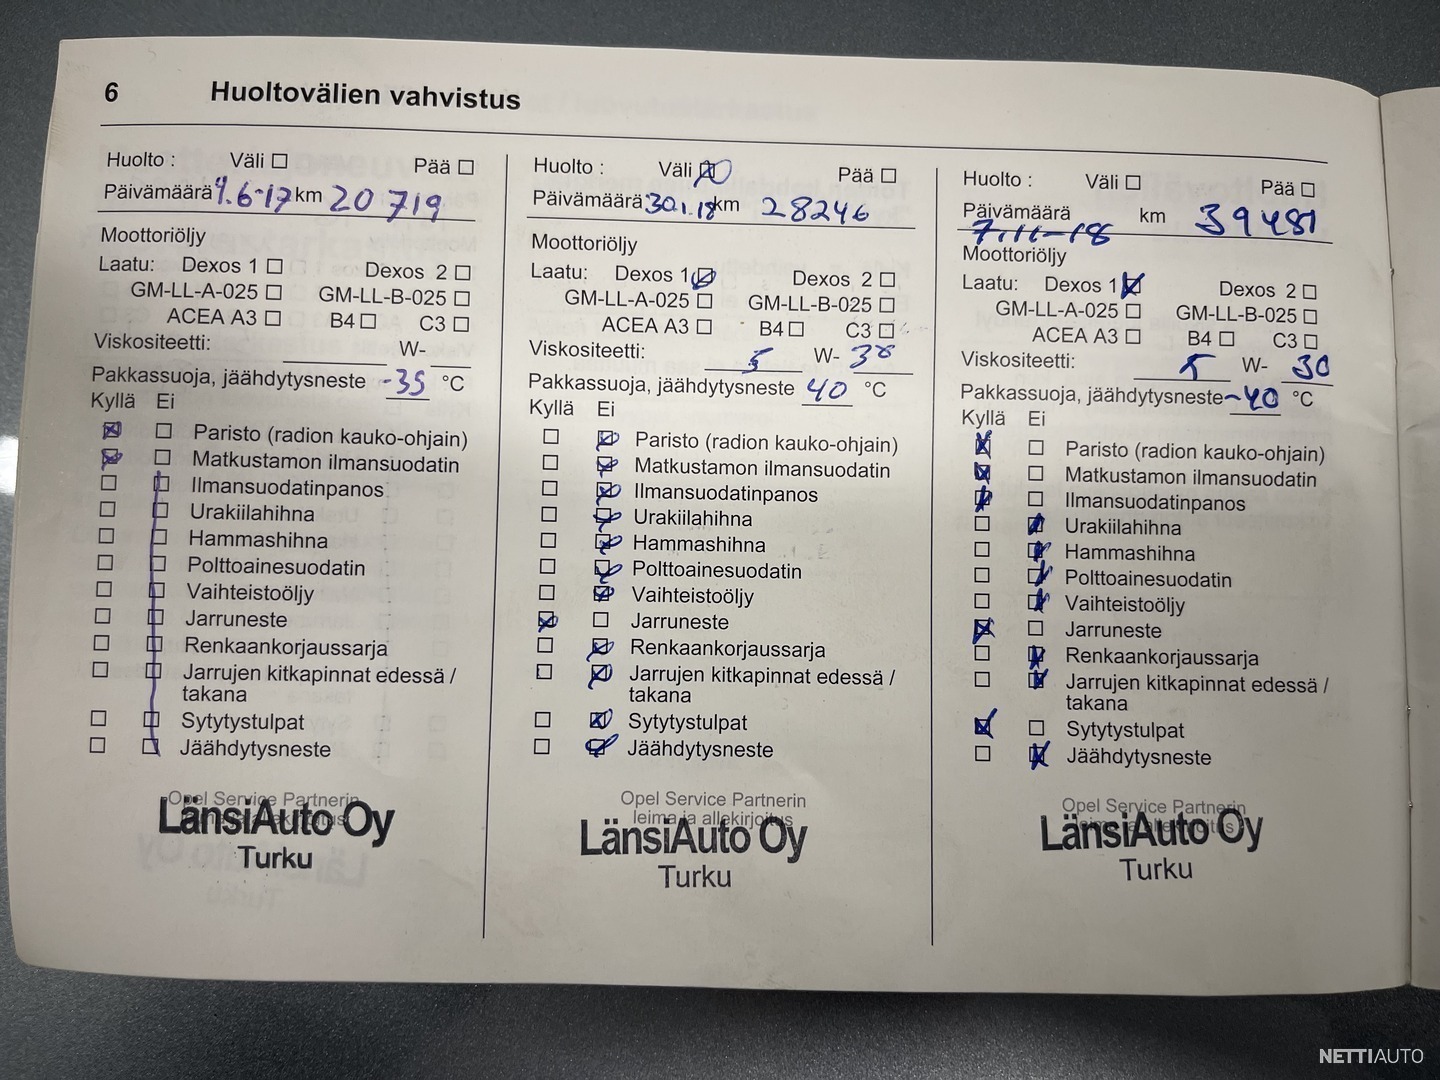 6 Huoltovälien vahvistus
Huolto : Väli Pää
Päivämäärä 9.6-17 km 20 719
Moottoriöljy
Laatu: Dexos 1 Dexos 2
GM-LL-A-025 GM-LL-B-025
ACEA A3 B4 C3
Viskositeetti: W-
Pakkassuoja, jäähdytysneste -35 °C
Kyllä Ei
Paristo (radion kauko-ohjain)
Matkustamon ilmansuodatin
Ilmansuodatinpanos
Urakiilahihna
Hammashihna
Polttoainesuodatin
Vaihteistoöljy
Jarruneste
Renkaankorjaussarja
Jarrujen kitkapinnat edessä /
takana
Sytytystulpat
Jäähdytysneste
Opel Service Partnerin
LänsiAuto Oy
Turku
Huolto : Väli Pää
Päivämäärä 30.1.18 km 28246
Moottoriöljy
Laatu: Dexos 1 Dexos 2
GM-LL-A-025 GM-LL-B-025
ACEA A3 B4 C3
Viskositeetti: 5 W- 30
Pakkassuoja, jäähdytysneste 40 °C
Kyllä Ei
Paristo (radion kauko-ohjain)
Matkustamon ilmansuodatin
Ilmansuodatinpanos
Urakiilahihna
Hammashihna
Polttoainesuodatin
Vaihteistoöljy
Jarruneste
Renkaankorjaussarja
Jarrujen kitkapinnat edessä /
takana
Sytytystulpat
Jäähdytysneste
Opel Service Partnerin
leima ja allekirjoitus
LänsiAuto Oy
Turku
Huolto : Väli Pää
Päivämäärä km 39481
7.11-18
Moottoriöljy
Laatu: Dexos 1 Dexos 2
GM-LL-A-025 GM-LL-B-025
ACEA A3 B4 C3
Viskositeetti: 5 W- 30
Pakkassuoja, jäähdytysneste -40 °C
Kyllä Ei
Paristo (radion kauko-ohjain)
Matkustamon ilmansuodatin
Ilmansuodatinpanos
Urakiilahihna
Hammashihna
Polttoainesuodatin
Vaihteistoöljy
Jarruneste
Renkaankorjaussarja
Jarrujen kitkapinnat edessä /
takana
Sytytystulpat
Jäähdytysneste
Opel Service Partnerin
leima ja allekirjoitus
LänsiAuto Oy
Turku
NETTIAUTO